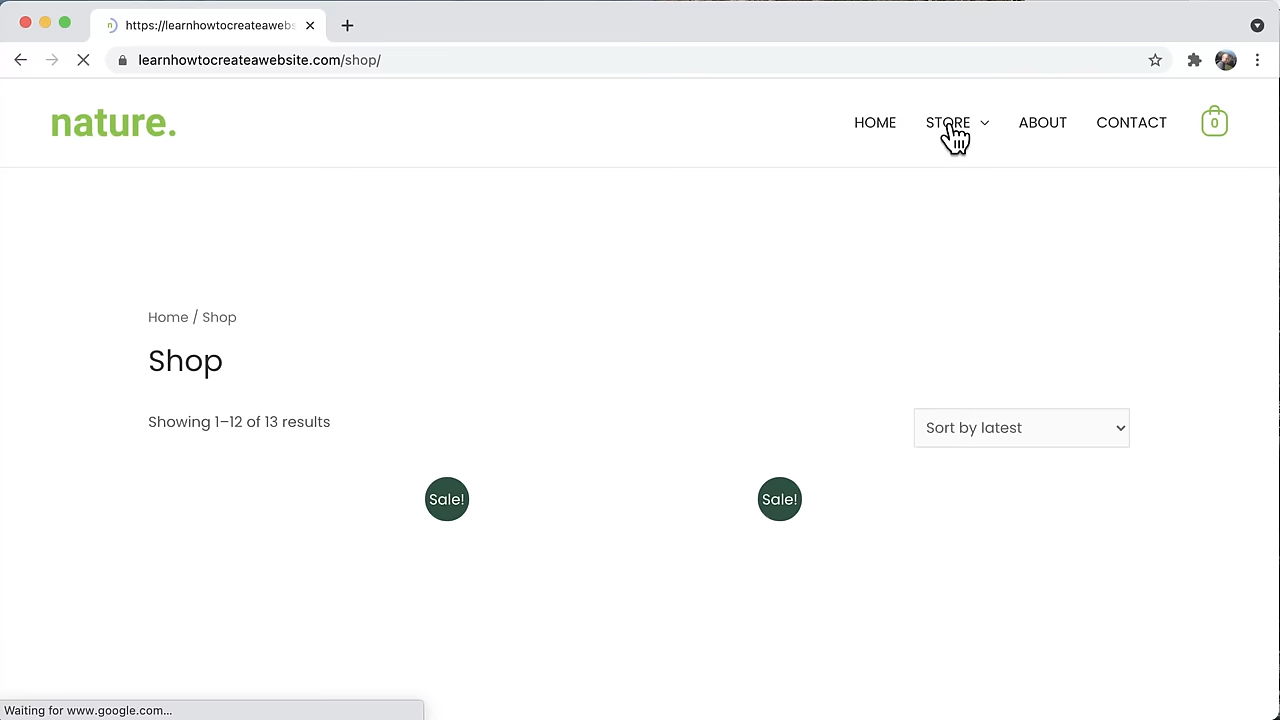 https://learnhowtocreateawebs
learnhowtocreateawebsite.com/shop/
nature.
HOME STORE ABOUT CONTACT 0
Home / Shop
Shop
Showing 1–12 of 13 results
Sort by latest
Sale! Sale!
Waiting for www.google.com...